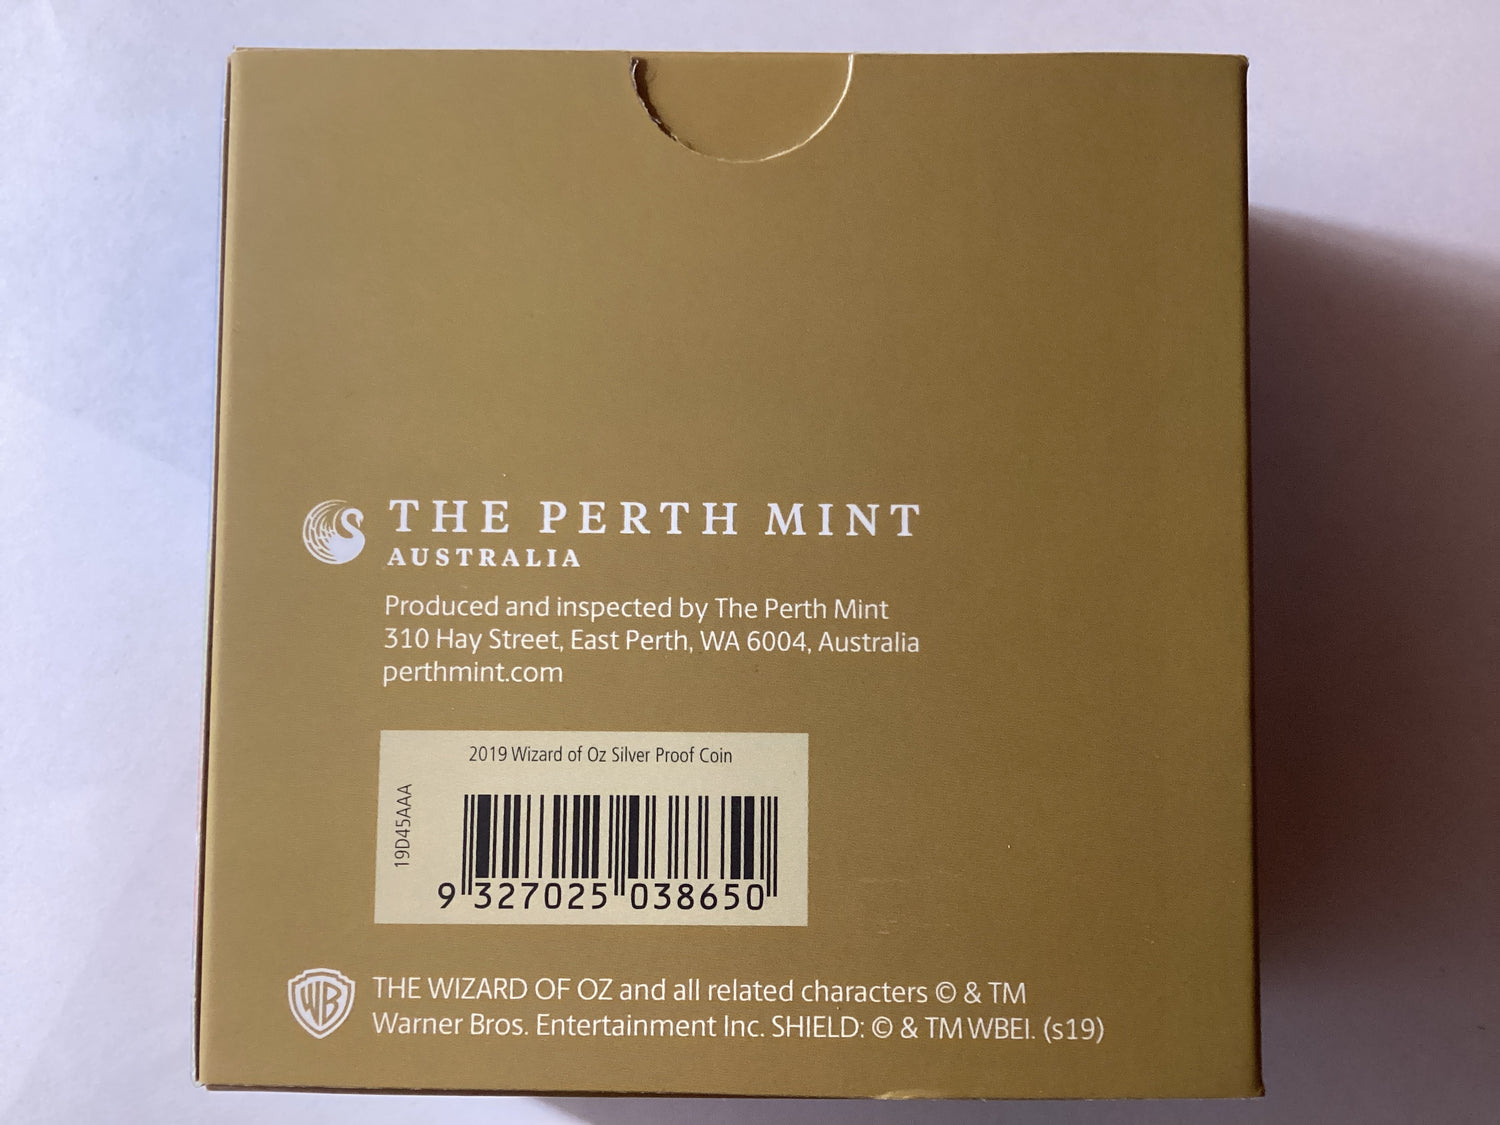 THE PERTH MINT
AUSTRALIA
Produced and inspected by The Perth Mint
310 Hay Street, East Perth, WA 6004, Australia
perthmint.com
2019 Wizard of Oz Silver Proof Coin
19D45AAA
9 327025 038650
WB
THE WIZARD OF OZ and all related characters © & TM
Warner Bros. Entertainment Inc. SHIELD: © & TM WBEI. (s19)